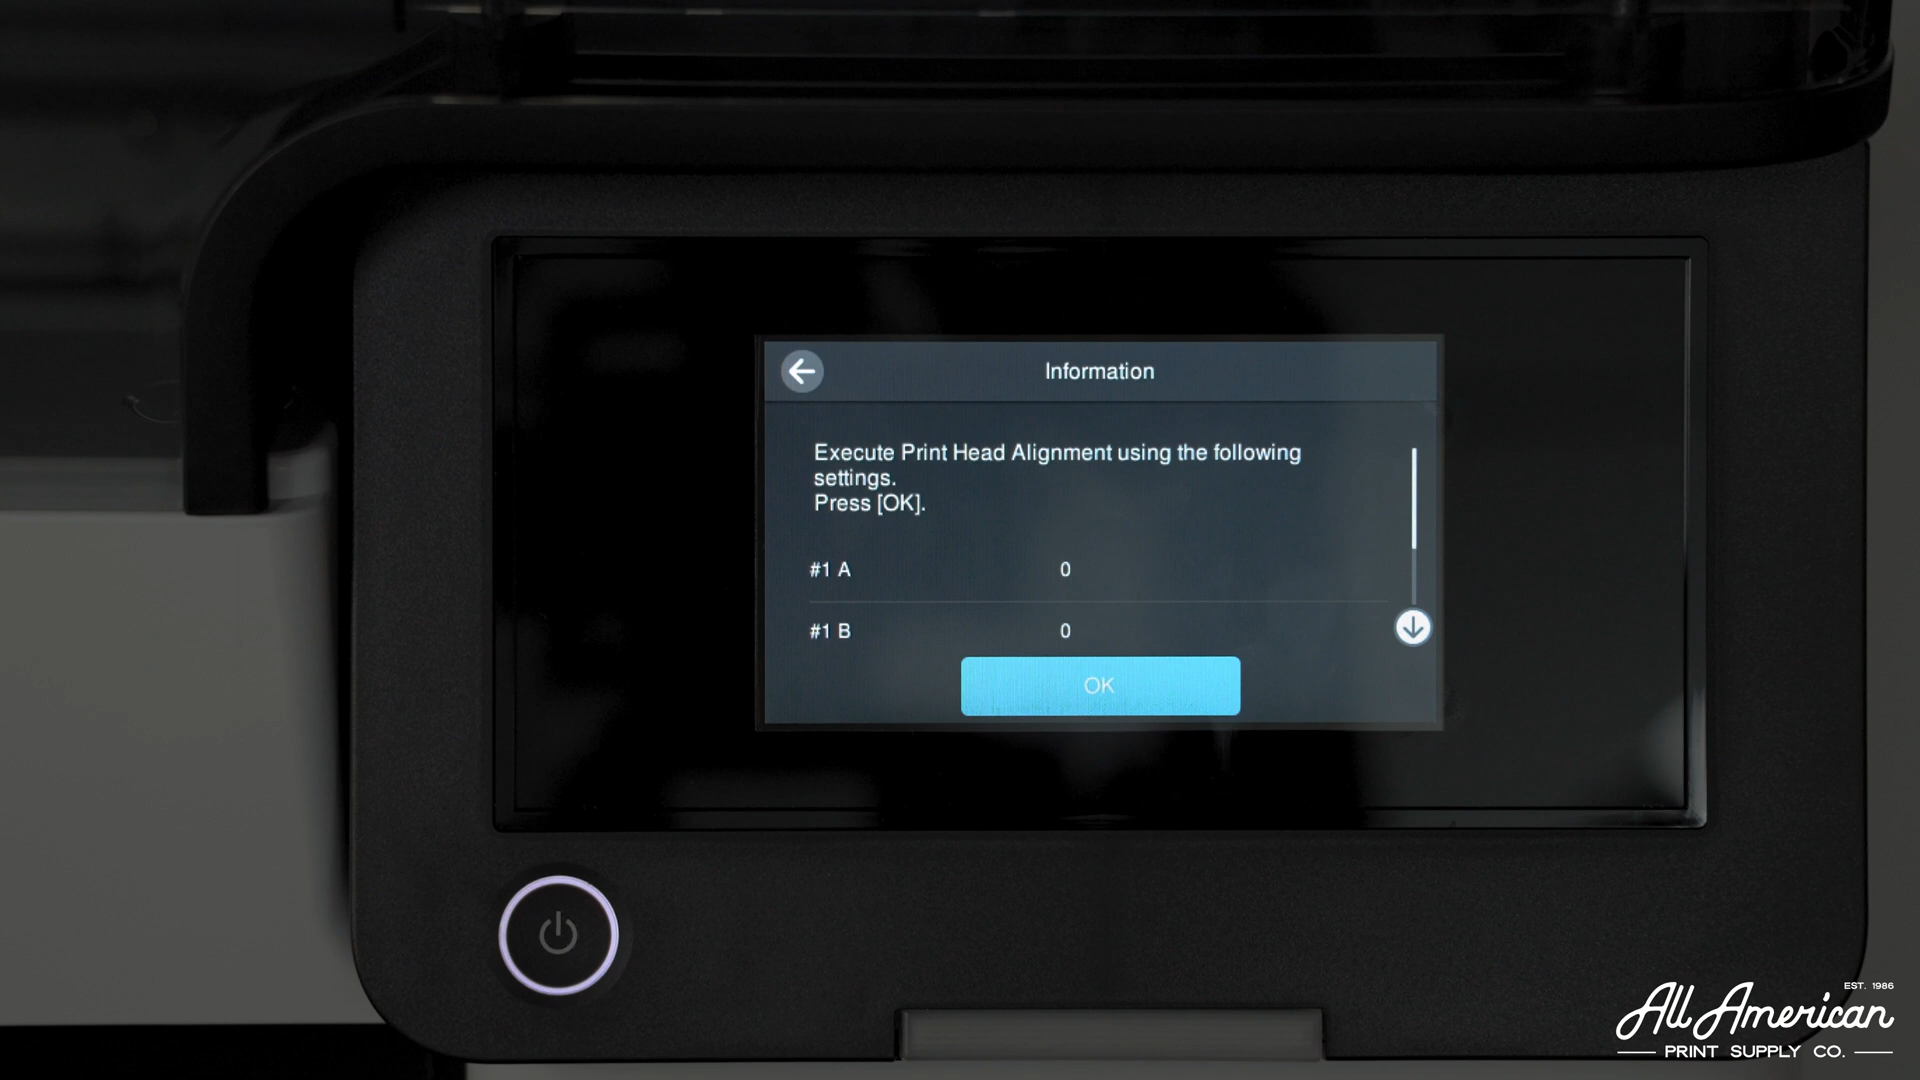 Information
Execute Print Head Alignment using the following
settings.
Press [OK].
#1 A 0
#1 B 0
OK
EST. 1986
All American
PRINT SUPPLY CO.